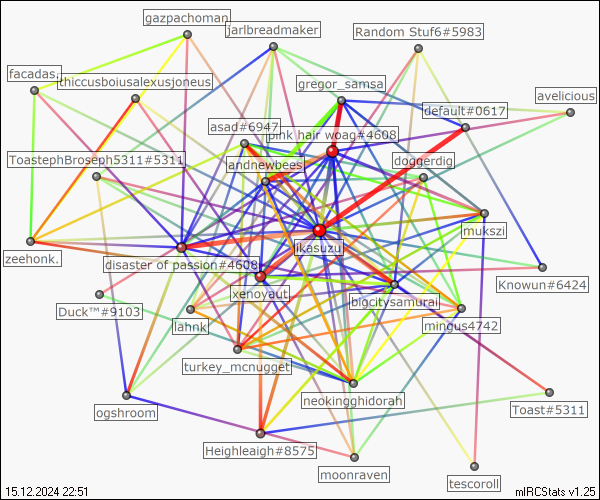 gazpachoman
jarlbreadmaker
Random Stuf6#5983
facadas.
thiccusboiusalexusjoneus
gregor_samsa
avelicious
default#0617
asad#6947
pink hair woag#4608
ToastephBroseph5311#5311
andnewbees
doggerdig
mukszi
ikasuzu
zeehonk.
disaster of passion#4608
Knowun#6424
xenoyaut
bigcitysamurai
Duck™#9103
lahnk
mingus4742
turkey_mcnugget
neokingghidorah
ogshroom
Toast#5311
Heighleaigh#8575
moonraven
tescoroll
15.12.2024 22:51
mIRCStats v1.25